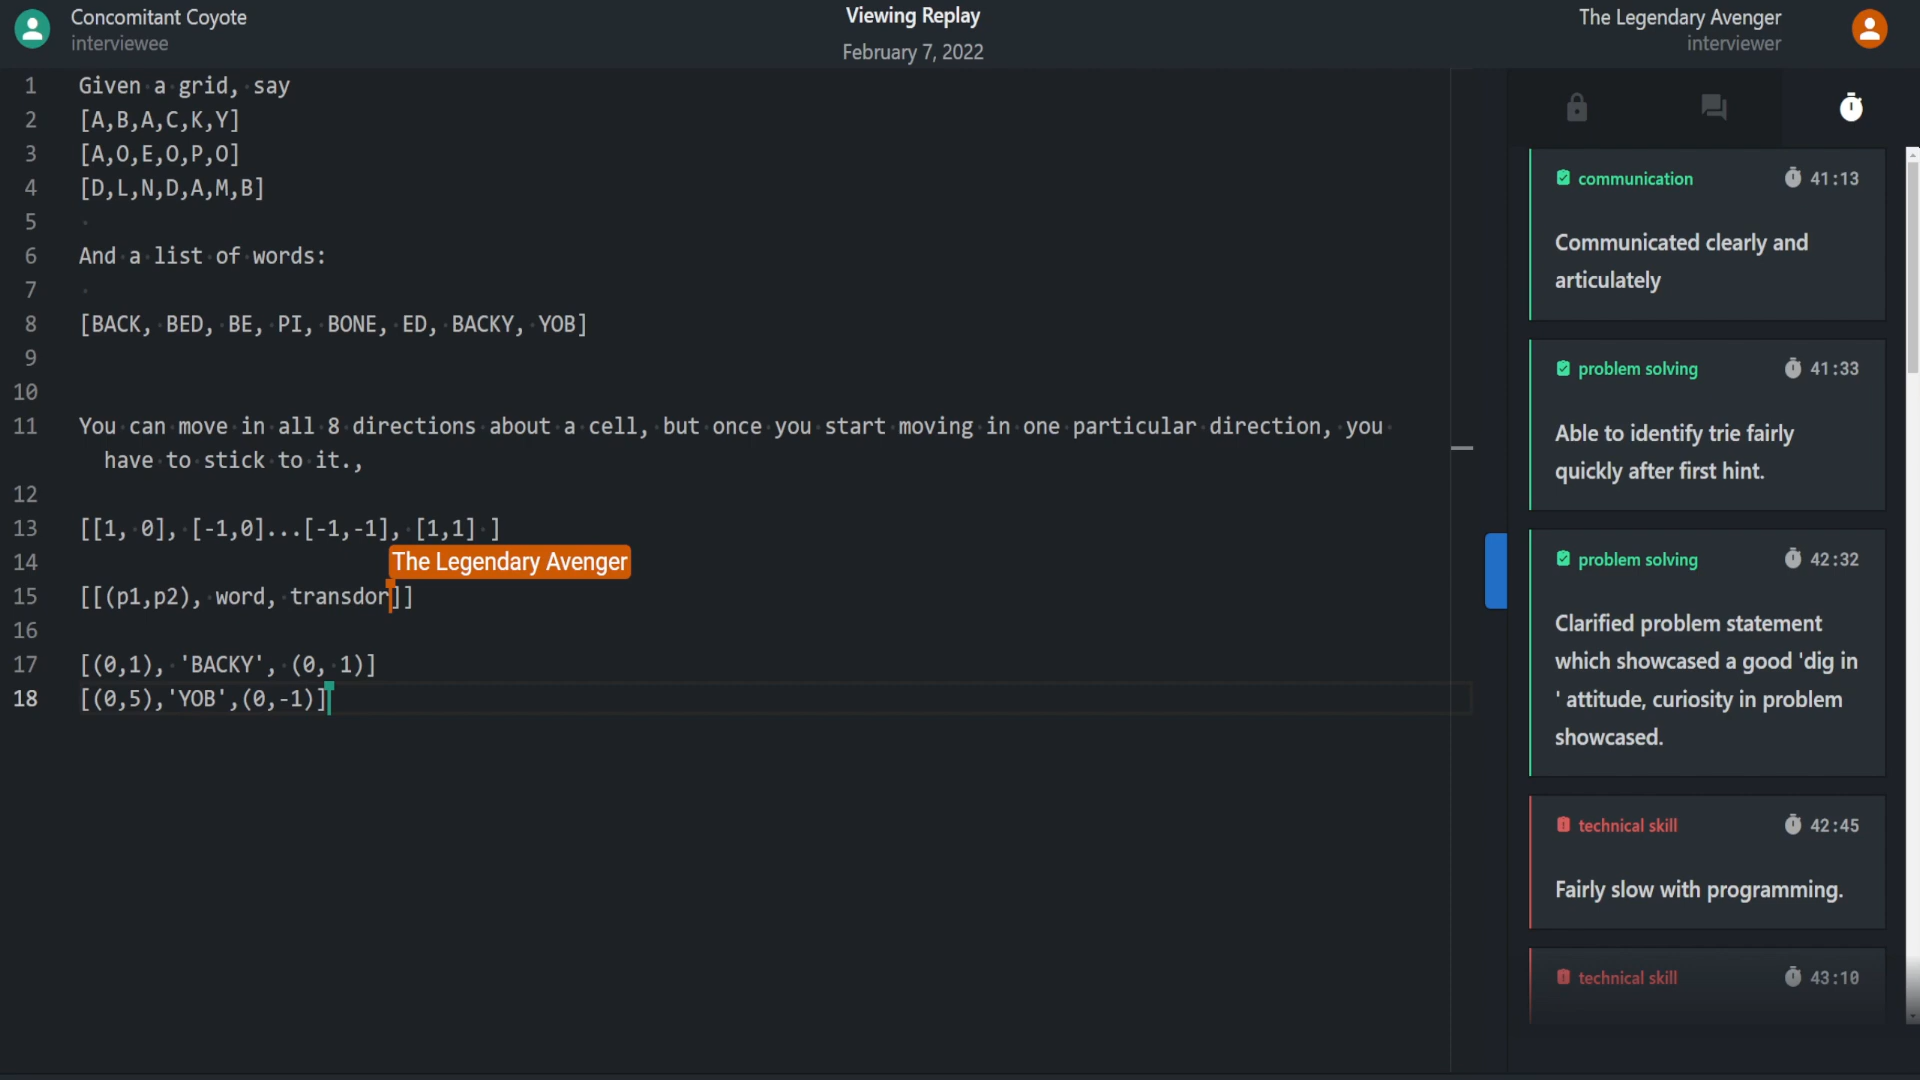 Concomitant Coyote
interviewee
Viewing Replay
February 7, 2022
The Legendary Avenger
interviewer
1 Given a grid, say
2 [A,B,A,C,K,Y]
3 [A,O,E,O,P,O]
4 [D,L,N,D,A,M,B]
5
6 And a list of words:
7
8 [BACK, BED, BE, PI, BONE, ED, BACKY, YOB]
9
10
11 You can move in all 8 directions about a cell, but once you start moving in one particular direction, you
have to stick to it.,
12
13 [[1, 0], [-1,0]...[-1,-1], [1,1] ]
14
The Legendary Avenger
15 [[(p1,p2), word, transdor]]
16
17 [(0,1), 'BACKY', (0, 1)]
18 [(0,5),'YOB',(0,-1)]
communication 41:13
Communicated clearly and
articulately
problem solving 41:33
Able to identify trie fairly
quickly after first hint.
problem solving 42:32
Clarified problem statement
which showcased a good 'dig in
' attitude, curiosity in problem
showcased.
technical skill 42:45
Fairly slow with programming.
technical skill 43:10